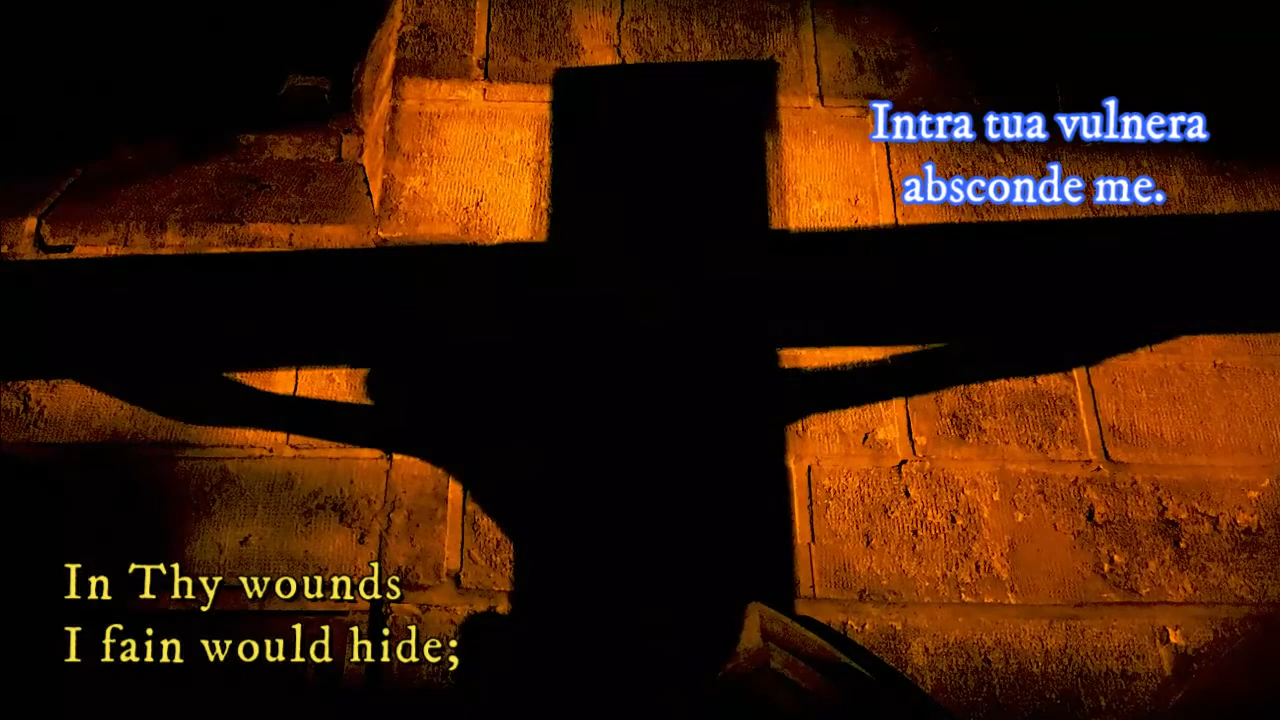 Intra tua vulnera
absconde me.
In Thy wounds
I fain would hide;